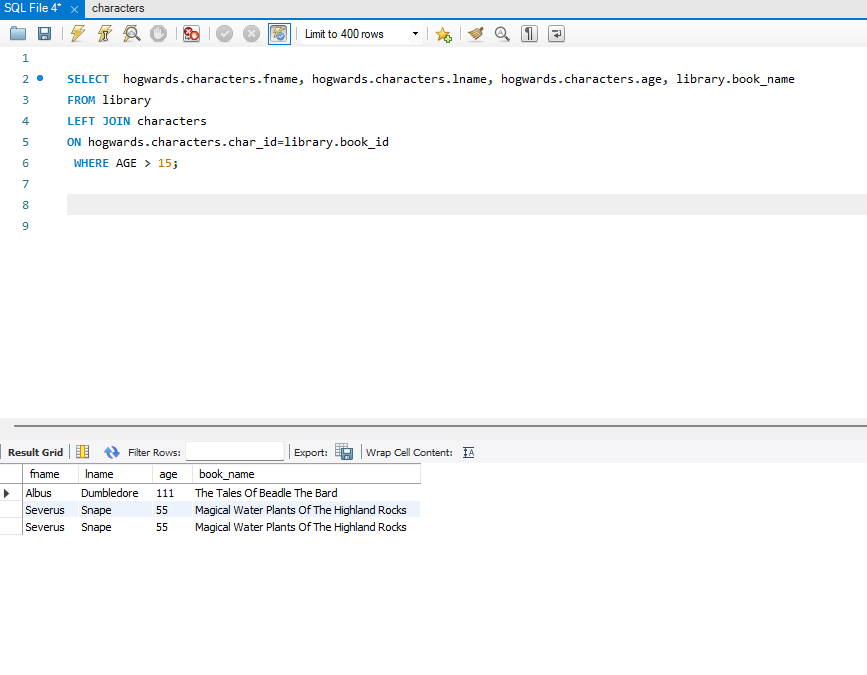 SQL File 4* characters
Limit to 400 rows
1
2 SELECT hogwards.characters.fname, hogwards.characters.lname, hogwards.characters.age, library.book_name
3 FROM library
4 LEFT JOIN characters
5 ON hogwards.characters.char_id=library.book_id
6 WHERE AGE > 15;
7
8
9
Result Grid Filter Rows: Export: Wrap Cell Content:
fname lname age book_name
Albus Dumbledore 111 The Tales Of Beadle The Bard
Severus Snape 55 Magical Water Plants Of The Highland Rocks
Severus Snape 55 Magical Water Plants Of The Highland Rocks